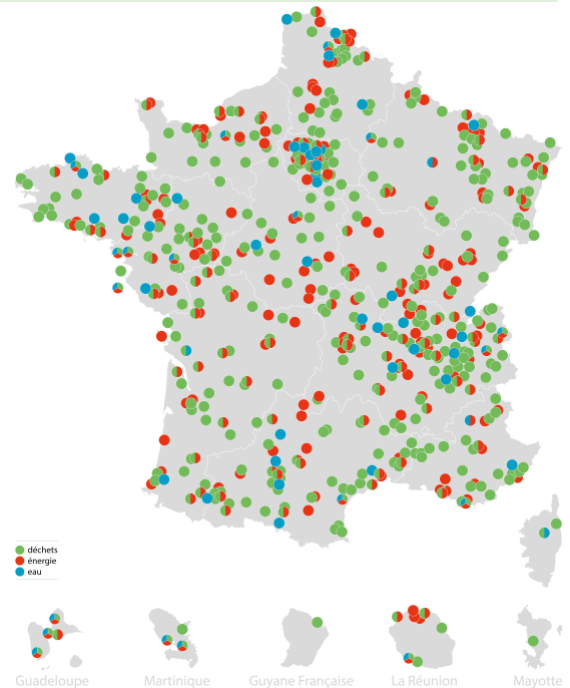 déchets
énergie
eau
Guadeloupe
Martinique
Guyane Française
La Réunion
Mayotte